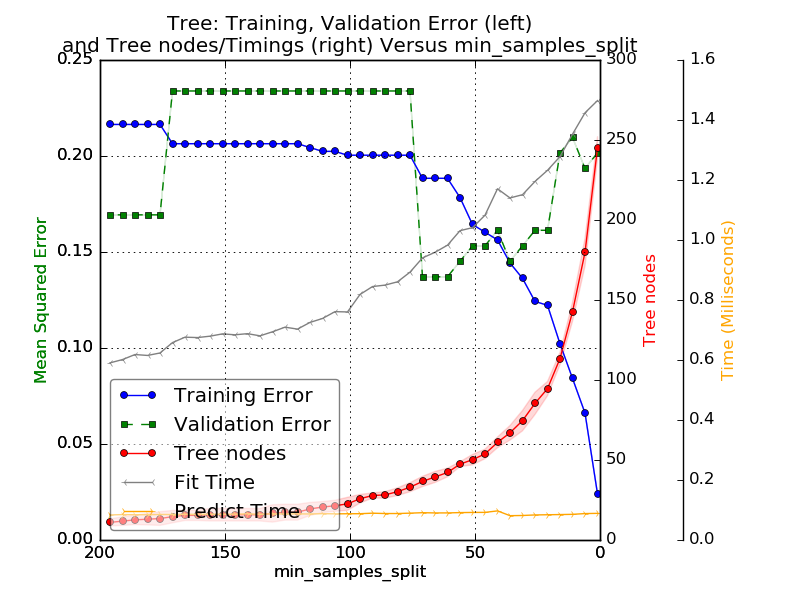 Tree: Training, Validation Error (left)
and Tree nodes/Timings (right) Versus min_samples_split
0.25
0.20
0.15
0.10
0.05
0.00
Mean Squared Error
200
150
100
50
0
min_samples_split
300
250
200
150
100
50
0
Tree nodes
1.6
1.4
1.2
1.0
0.8
0.6
0.4
0.2
0.0
Time (Milliseconds)
Training Error
Validation Error
Tree nodes
Fit Time
Predict Time